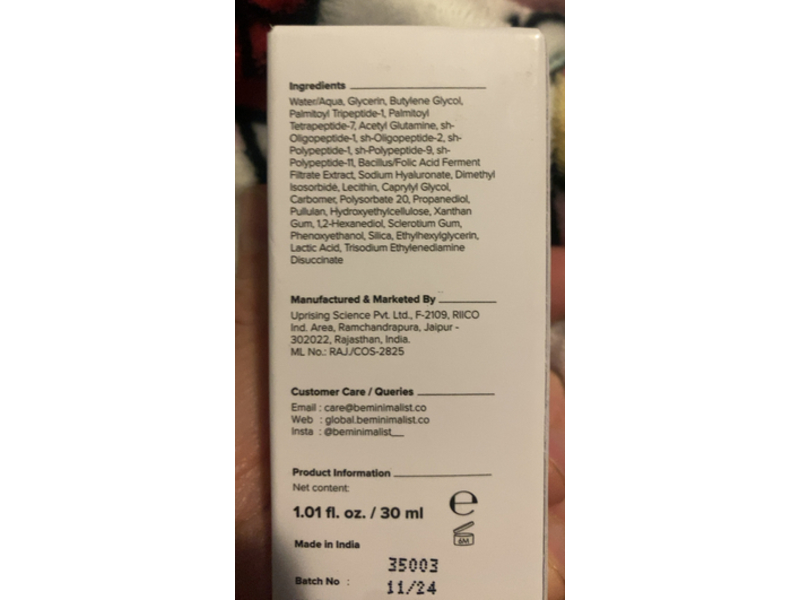 Ingredients
Water/Aqua, Glycerin, Butylene Glycol,
Palmitoyl Tripeptide-1, Palmitoyl
Tetrapeptide-7, Acetyl Glutamine, sh-
Oligopeptide-1, sh-Oligopeptide-2, sh-
Polypeptide-1, sh-Polypeptide-9, sh-
Polypeptide-11, Bacillus/Folic Acid Ferment
Filtrate Extract, Sodium Hyaluronate, Dimethyl
Isosorbide, Lecithin, Caprylyl Glycol,
Carbomer, Polysorbate 20, Propanediol,
Pullulan, Hydroxyethylcellulose, Xanthan
Gum, 1,2-Hexanediol, Sclerotium Gum,
Phenoxyethanol, Silica, Ethylhexylglycerin,
Lactic Acid, Trisodium Ethylenediamine
Disuccinate
Manufactured & Marketed By
Uprising Science Pvt. Ltd., F-2109, RIICO
Ind. Area, Ramchandrapura, Jaipur -
302022, Rajasthan, India.
ML No.: RAJ./COS-2825
Customer Care / Queries
Email : care@beminimalist.co
Web : global.beminimalist.co
Insta : @beminimalist__
Product Information
Net content:
1.01 fl. oz. / 30 ml e
6M
Made in India
35003
Batch No : 11/24